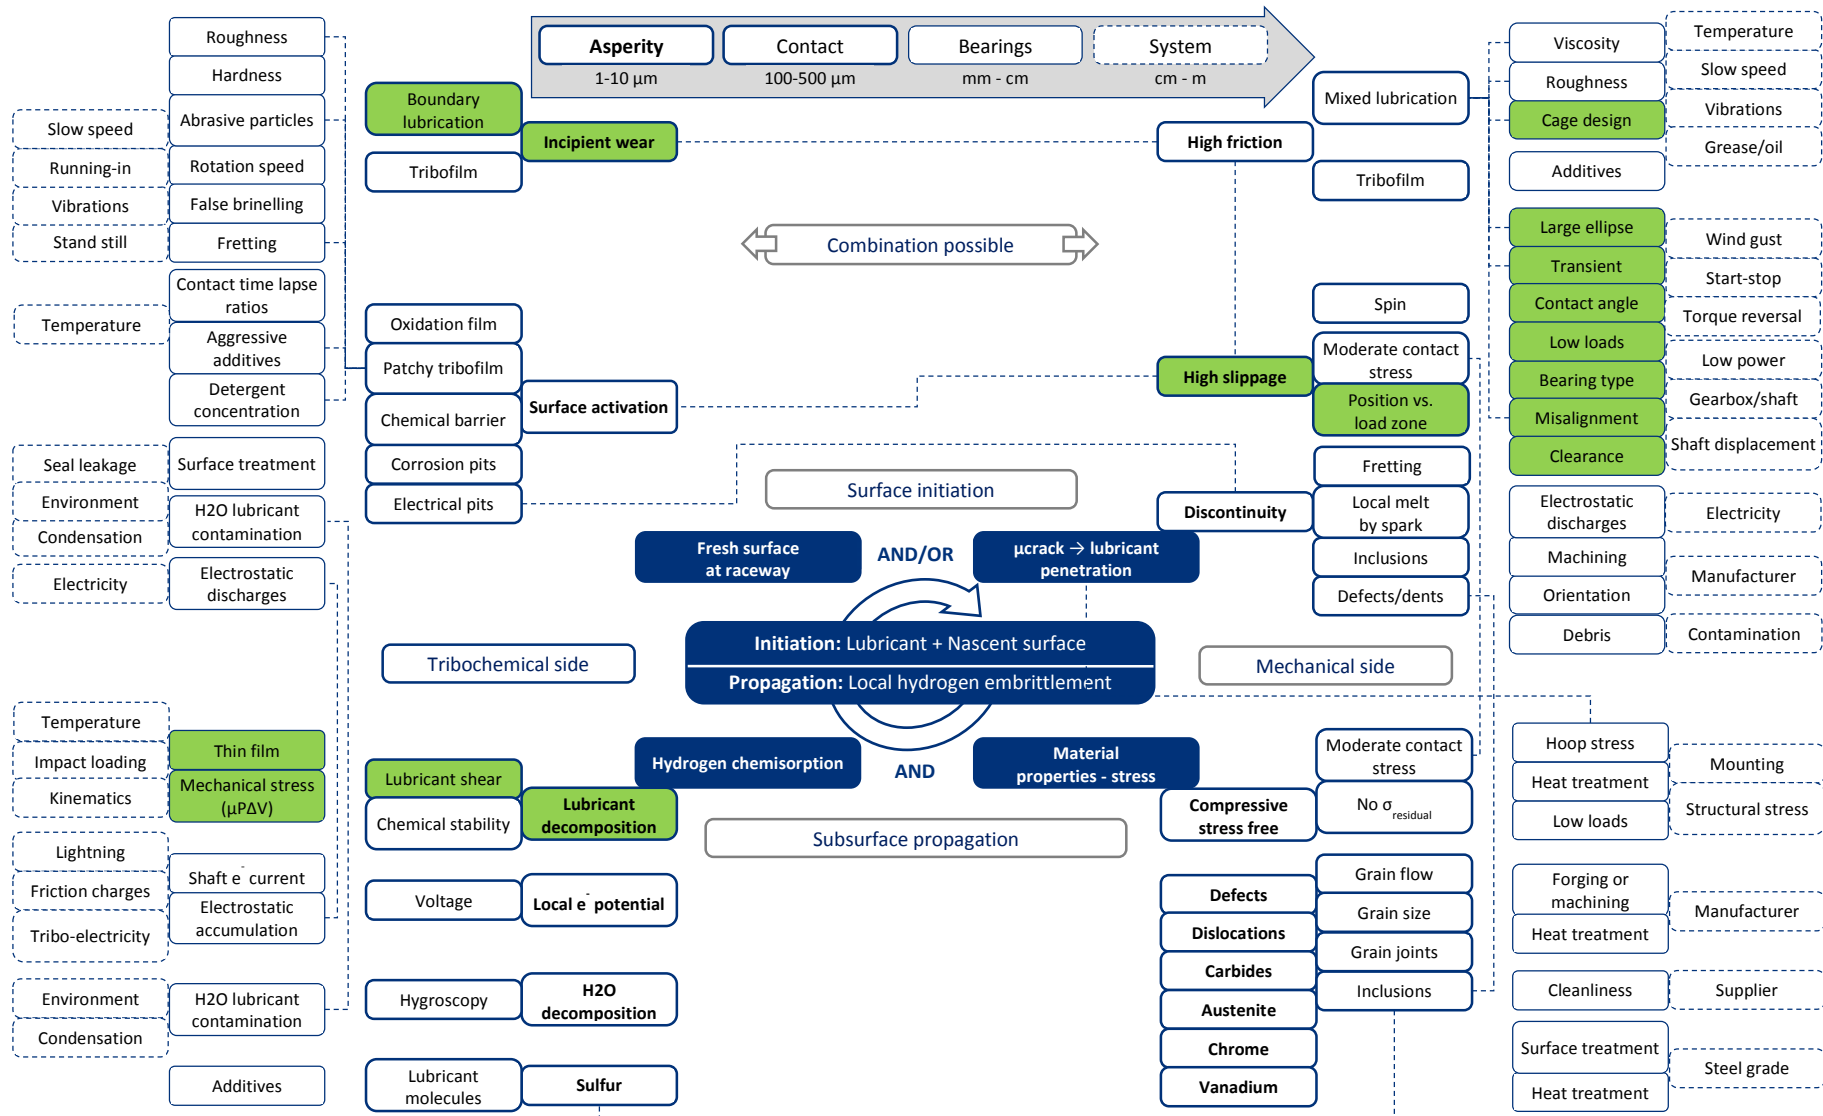 Asperity
Contact
Bearings
System
1-10 µm
100-500 µm
mm - cm
cm - m
Roughness
Hardness
Abrasive particles
Rotation speed
False brinelling
Fretting
Slow speed
Running-in
Vibrations
Stand still
Contact time lapse
ratios
Aggressive
additives
Detergent
concentration
Temperature
Boundary
lubrication
Incipient wear
Tribofilm
Oxidation film
Patchy tribofilm
Chemical barrier
Corrosion pits
Electrical pits
Surface activation
Surface treatment
H2O lubricant
contamination
Electrostatic
discharges
Seal leakage
Environment
Condensation
Electricity
Combination possible
High friction
Mixed lubrication
Tribofilm
High slippage
Spin
Moderate contact
stress
Position vs.
load zone
Viscosity
Roughness
Cage design
Additives
Temperature
Slow speed
Vibrations
Grease/oil
Large ellipse
Transient
Contact angle
Low loads
Bearing type
Misalignment
Clearance
Wind gust
Start-stop
Torque reversal
Low power
Gearbox/shaft
Shaft displacement
Surface initiation
Discontinuity
Fretting
Local melt
by spark
Inclusions
Defects/dents
Electrostatic
discharges
Machining
Orientation
Debris
Electricity
Manufacturer
Contamination
Fresh surface
at raceway
AND/OR
µcrack → lubricant
penetration
Tribochemical side
Initiation: Lubricant + Nascent surface
Propagation: Local hydrogen embrittlement
Mechanical side
Hydrogen chemisorption
AND
Material
properties - stress
Subsurface propagation
Temperature
Impact loading
Kinematics
Thin film
Mechanical stress
(µPΔV)
Lubricant shear
Chemical stability
Lubricant
decomposition
Lightning
Friction charges
Tribo-electricity
Shaft e- current
Electrostatic
accumulation
Voltage
Local e- potential
Environment
Condensation
H2O lubricant
contamination
Hygroscopy
H2O
decomposition
Additives
Lubricant
molecules
Sulfur
Compressive
stress free
Moderate contact
stress
No σresidual
Hoop stress
Heat treatment
Low loads
Mounting
Structural stress
Defects
Dislocations
Carbides
Austenite
Chrome
Vanadium
Grain flow
Grain size
Grain joints
Inclusions
Forging or
machining
Heat treatment
Manufacturer
Cleanliness
Supplier
Surface treatment
Heat treatment
Steel grade